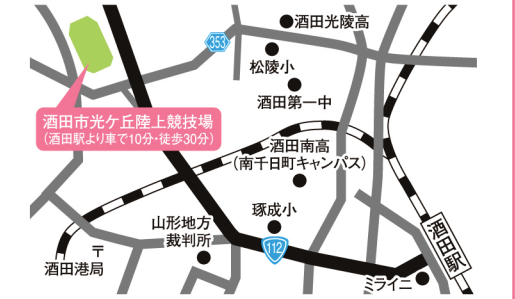 酒田光陵高
353
松陵小
酒田第一中
酒田市光ケ丘陸上競技場
(酒田駅より車で10分・徒歩30分)
酒田南高
(南千日町キャンパス)
琢成小
山形地方
裁判所
112
酒田駅
〒
酒田港局
ミライニ